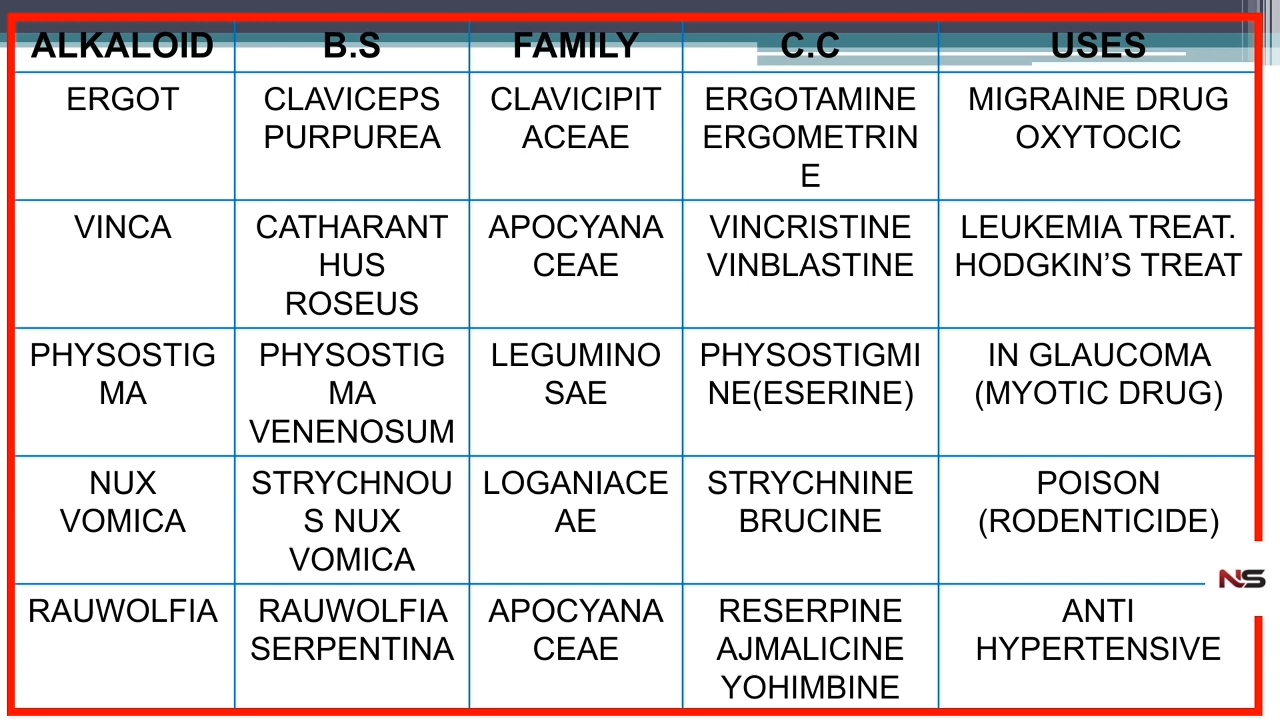 ALKALOID B.S FAMILY C.C USES
ERGOT
CLAVICEPS
PURPUREA
CLAVICIPIT
ACEAE
ERGOTAMINE
ERGOMETRIN
E
MIGRAINE DRUG
OXYTOCIC
VINCA
CATHARANT
HUS
ROSEUS
APOCYANA
CEAE
VINCRISTINE
VINBLASTINE
LEUKEMIA TREAT.
HODGKIN’S TREAT
PHYSOSTIG
MA
PHYSOSTIG
MA
VENENOSUM
LEGUMINO
SAE
PHYSOSTIGMI
NE(ESERINE)
IN GLAUCOMA
(MYOTIC DRUG)
NUX
VOMICA
STRYCHNOU
S NUX
VOMICA
LOGANIACE
AE
STRYCHNINE
BRUCINE
POISON
(RODENTICIDE)
NS
RAUWOLFIA
RAUWOLFIA
SERPENTINA
APOCYANA
CEAE
RESERPINE
AJMALICINE
YOHIMBINE
ANTI
HYPERTENSIVE